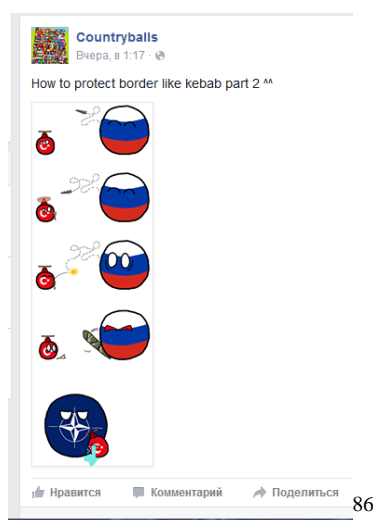 Countryballs
Вчера, в 1:17
How to protect border like kebab part 2 ^^
Нравится Комментарий Поделиться
86